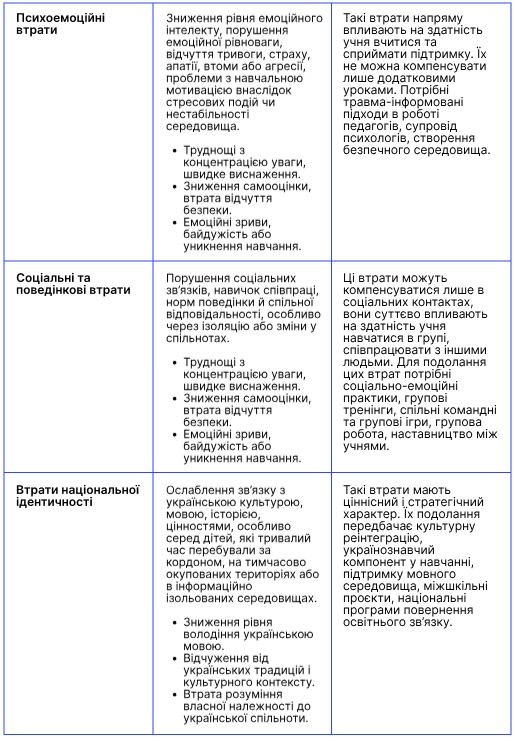 Психоемоційні
втрати
Зниження рівня емоційного
інтелекту, порушення
емоційної рівноваги,
відчуття тривоги, страху,
апатії, втоми або агресії,
проблеми з навчальною
мотивацією внаслідок
стресових подій чи
нестабільності
середовища.
• Труднощі з
концентрацією уваги,
швидке виснаження.
• Зниження самооцінки,
втрата відчуття
безпеки.
• Емоційні зриви,
байдужість або
уникнення навчання.
Такі втрати напряму
впливають на здатність
учня вчитися та
сприймати підтримку. Їх
не можна компенсувати
лише додатковими
уроками. Потрібні
травма-інформовані
підходи в роботі
педагогів, супровід
психологів, створення
безпечного середовища.
Соціальні та
поведінкові втрати
Порушення соціальних
зв’язків, навичок співпраці,
норм поведінки й спільної
відповідальності, особливо
через ізоляцію або зміни у
спільнотах.
• Труднощі з
концентрацією уваги,
швидке виснаження.
• Зниження самооцінки,
втрата відчуття
безпеки.
• Емоційні зриви,
байдужість або
уникнення навчання.
Ці втрати можуть
компенсуватися лише в
соціальних контактах,
вони суттєво впливають
на здатність учня
навчатися в групі,
співпрацювати з іншими
людьми. Для подолання
цих втрат потрібні
соціально-емоційні
практики, групові
тренінги, спільні командні
та групові ігри, групова
робота, наставництво між
учнями.
Втрати національної
ідентичності
Ослаблення зв’язку з
українською культурою,
мовою, історією,
цінностями, особливо
серед дітей, які тривалий
час перебували за
кордоном, на тимчасово
окупованих територіях або
в інформаційно
ізольованих середовищах.
• Зниження рівня
володіння українською
мовою.
• Відчуження від
українських традицій і
культурного контексту.
• Втрата розуміння
власної належності до
української спільноти.
Такі втрати мають
ціннісний і стратегічний
характер. Їх подолання
передбачає культурну
реінтеграцію,
українознавчий
компонент у навчанні,
підтримку мовного
середовища, міжшкільні
проєкти, національні
програми повернення
освітнього зв’язку.